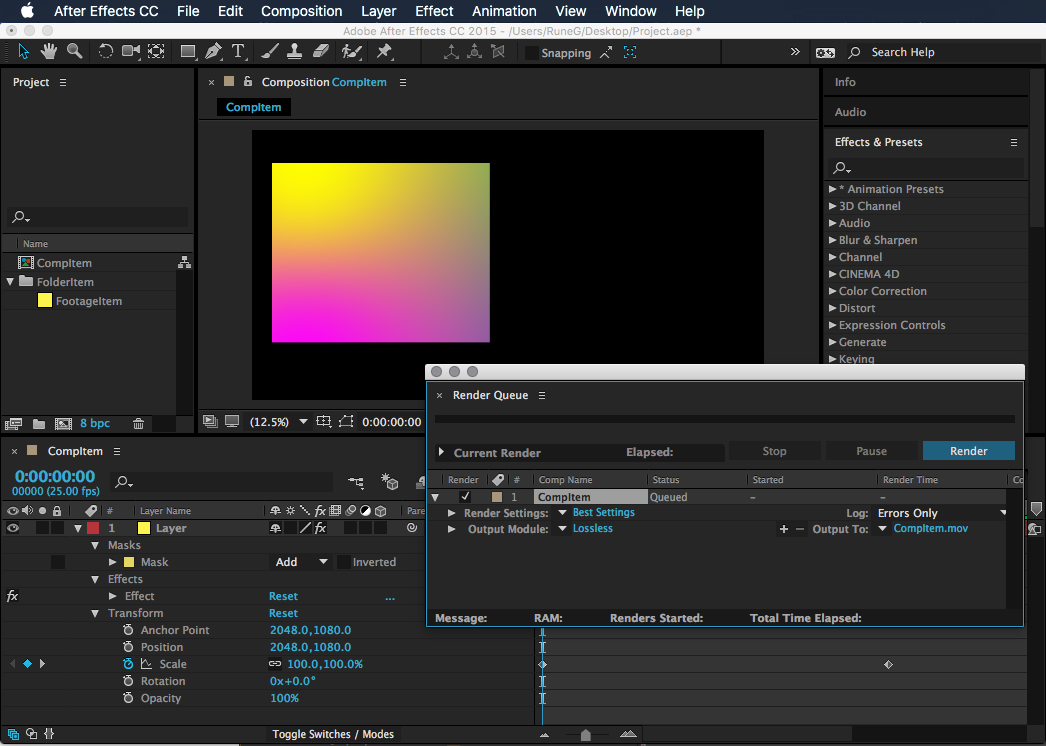 After Effects CC File Edit Composition Layer Effect Animation View Window Help
Adobe After Effects CC 2015 - /Users/RuneG/Desktop/Project.aep *
T Snapping Search Help
Project
Composition CompItem
CompItem
Info
Audio
Effects & Presets
* Animation Presets
3D Channel
Audio
Blur & Sharpen
Channel
CINEMA 4D
Color Correction
Distort
Expression Controls
Generate
Keying
Name
CompItem
FolderItem
FootageItem
8 bpc
(12.5%) 0:00:00:00
Render Queue
Current Render Elapsed: Stop Pause Render
Render # Comp Name Status Started Render Time Co
1 CompItem Queued – –
Render Settings: Best Settings Log: Errors Only
Output Module: Lossless + – Output To: CompItem.mov
Message: RAM: Renders Started: Total Time Elapsed:
CompItem
0:00:00:00
00000 (25.00 fps)
# Layer Name fx Pare
1 Layer fx
Masks
Mask Add Inverted
Effects
fx Effect Reset ...
Transform Reset
Anchor Point 2048.0,1080.0
Position 2048.0,1080.0
Scale 100.0,100.0%
Rotation 0x+0.0°
Opacity 100%
Toggle Switches / Modes